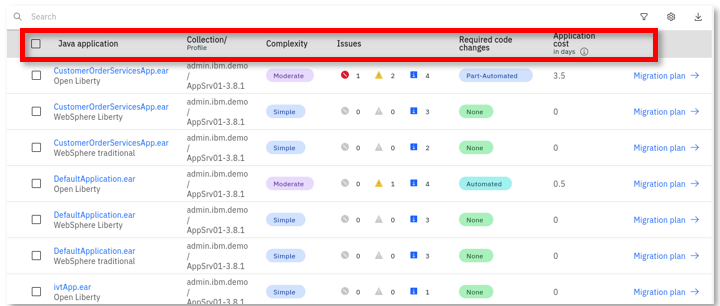 Search
Java application Collection/ Profile Complexity Issues Required code changes Application cost in days
CustomerOrderServicesApp.ear Open Liberty admin.ibm.demo / AppSrv01-3.8.1 Moderate 1 2 4 Part-Automated 3.5 Migration plan
CustomerOrderServicesApp.ear WebSphere Liberty admin.ibm.demo / AppSrv01-3.8.1 Simple 0 0 3 None 0 Migration plan
CustomerOrderServicesApp.ear WebSphere traditional admin.ibm.demo / AppSrv01-3.8.1 Simple 0 0 2 None 0 Migration plan
DefaultApplication.ear Open Liberty admin.ibm.demo / AppSrv01-3.8.1 Moderate 0 1 4 Automated 0.5 Migration plan
DefaultApplication.ear WebSphere Liberty admin.ibm.demo / AppSrv01-3.8.1 Simple 0 0 3 None 0 Migration plan
DefaultApplication.ear WebSphere traditional admin.ibm.demo / AppSrv01-3.8.1 Simple 0 0 3 None 0 Migration plan
ivtApp.ear Open Liberty admin.ibm.demo / AppSrv01-3.8.1 Simple 0 0 1 None 0 Migration plan